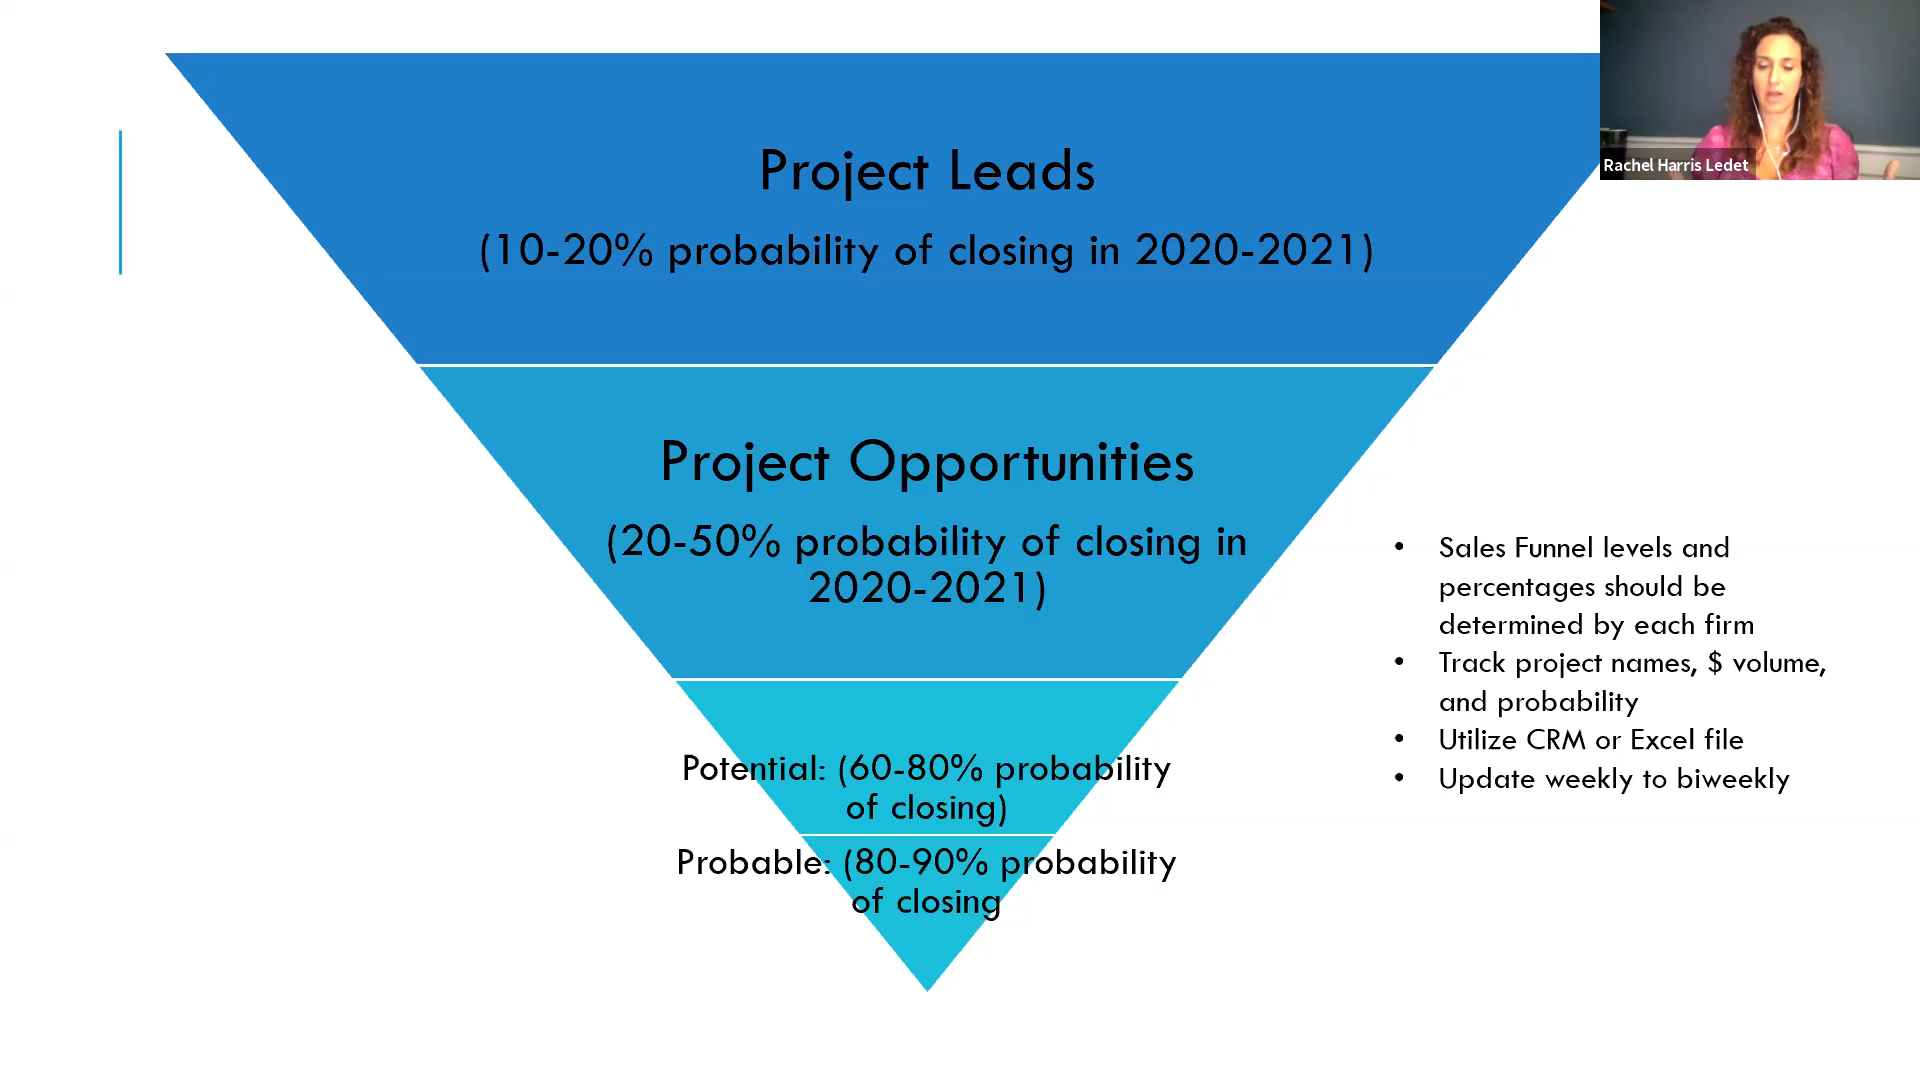 Project Leads
(10-20% probability of closing in 2020-2021)
Rachel Harris Ledet
Project Opportunities
(20-50% probability of closing in
2020-2021)
Potential: (60-80% probability
of closing)
Probable: (80-90% probability
of closing
• Sales Funnel levels and
percentages should be
determined by each firm
• Track project names, $ volume,
and probability
• Utilize CRM or Excel file
• Update weekly to biweekly